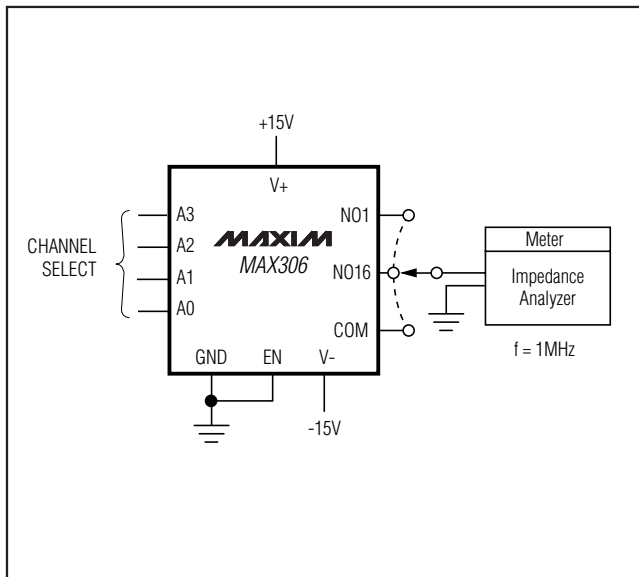 +15V
V+
A3
A2
A1
A0
CHANNEL
SELECT
MAXIM
MAX306
NO1
NO16
COM
GND
EN
V-
-15V
Meter
Impedance
Analyzer
f = 1MHz